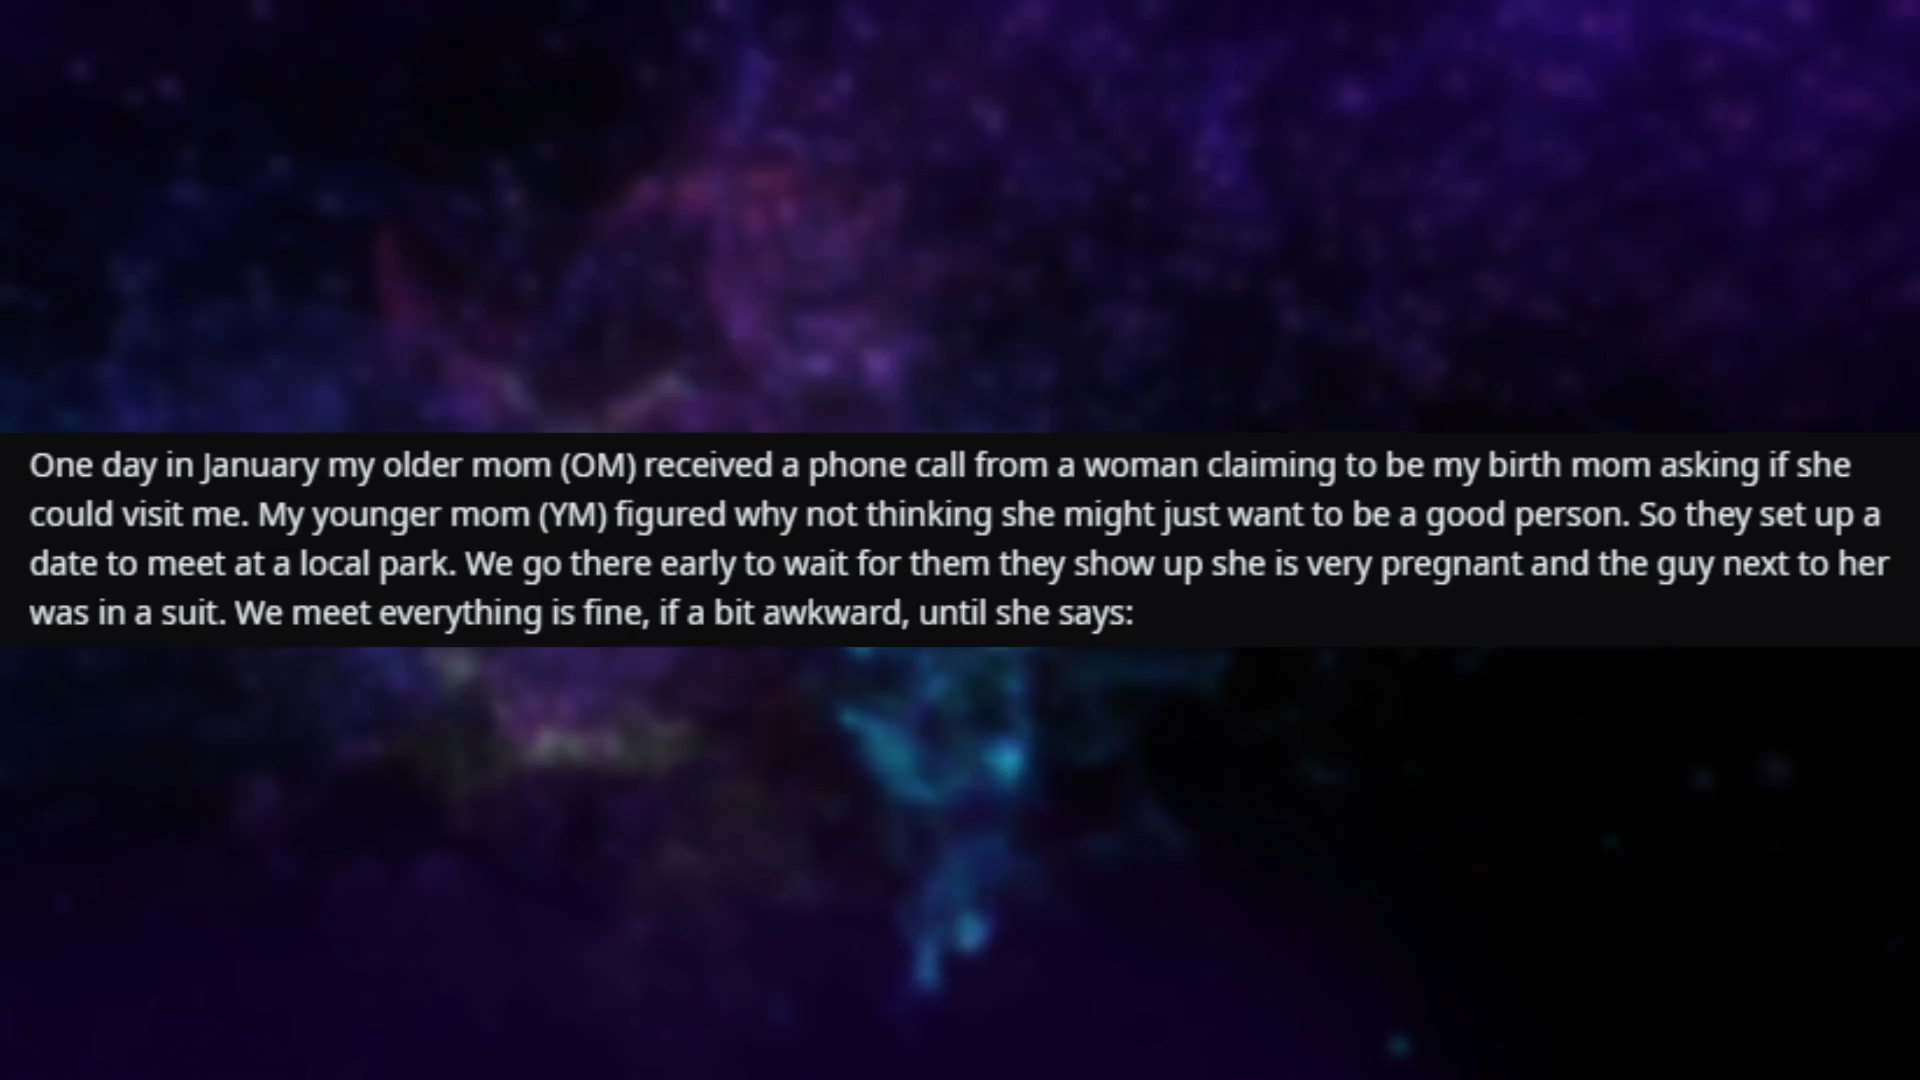 One day in January my older mom (OM) received a phone call from a woman claiming to be my birth mom asking if she
could visit me. My younger mom (YM) figured why not thinking she might just want to be a good person. So they set up a
date to meet at a local park. We go there early to wait for them they show up she is very pregnant and the guy next to her
was in a suit. We meet everything is fine, if a bit awkward, until she says: